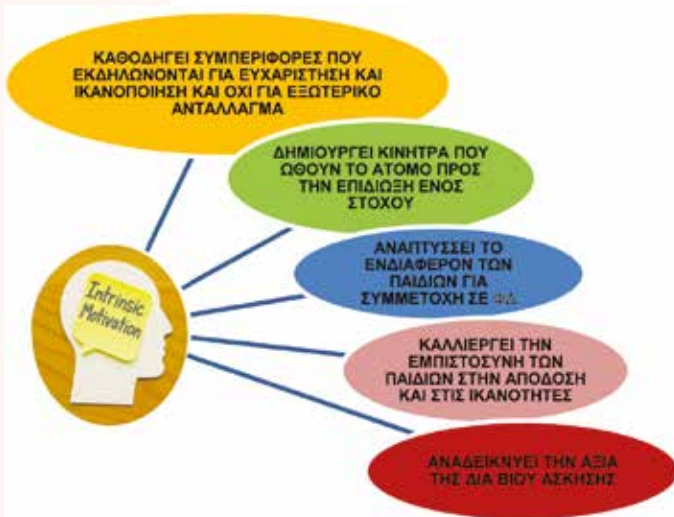 ΚΑΘΟΔΗΓΕΙ ΣΥΜΠΕΡΙΦΟΡΕΣ ΠΟΥ
ΕΚΔΗΛΩΝΟΝΤΑΙ ΓΙΑ ΕΥΧΑΡΙΣΤΗΣΗ ΚΑΙ
ΙΚΑΝΟΠΟΙΗΣΗ ΚΑΙ ΟΧΙ ΓΙΑ ΕΞΩΤΕΡΙΚΟ
ΑΝΤΑΛΛΑΓΜΑ
ΔΗΜΙΟΥΡΓΕΙ ΚΙΝΗΤΡΑ ΠΟΥ
ΩΘΟΥΝ ΤΟ ΑΤΟΜΟ ΠΡΟΣ
ΤΗΝ ΕΠΙΔΙΩΞΗ ΕΝΟΣ
ΣΤΟΧΟΥ
ΑΝΑΠΤΥΣΣΕΙ ΤΟ
ΕΝΔΙΑΦΕΡΟΝ ΤΩΝ
ΠΑΙΔΙΩΝ ΓΙΑ
ΣΥΜΜΕΤΟΧΗ ΣΕ ΦΔ
ΚΑΛΛΙΕΡΓΕΙ ΤΗΝ
ΕΜΠΙΣΤΟΣΥΝΗ ΤΩΝ
ΠΑΙΔΙΩΝ ΣΤΗΝ ΑΠΟΔΟΣΗ
ΚΑΙ ΣΤΙΣ ΙΚΑΝΟΤΗΤΕΣ
ΑΝΑΔΕΙΚΝΥΕΙ ΤΗΝ ΑΞΙΑ
ΤΗΣ ΔΙΑ ΒΙΟΥ ΑΣΚΗΣΗΣ
Intrinsic
Motivation